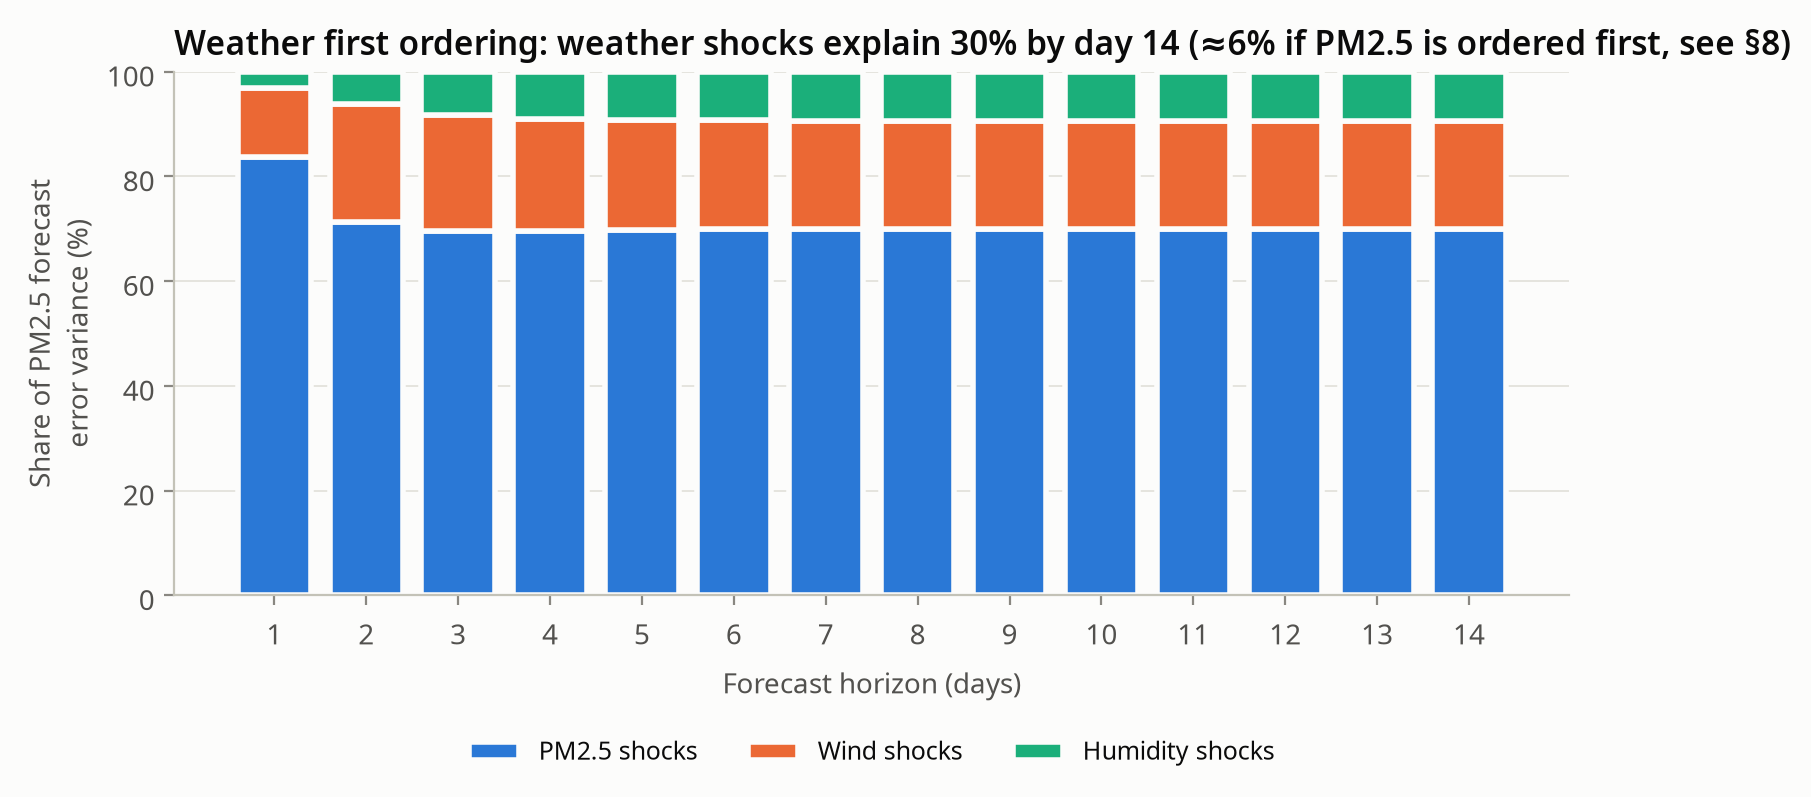 Weather first ordering: weather shocks explain 30% by day 14 (≈6% if PM2.5 is ordered first, see §8)
100
80
60
40
20
0
Share of PM2.5 forecast
error variance (%)
1 2 3 4 5 6 7 8 9 10 11 12 13 14
Forecast horizon (days)
PM2.5 shocks Wind shocks Humidity shocks